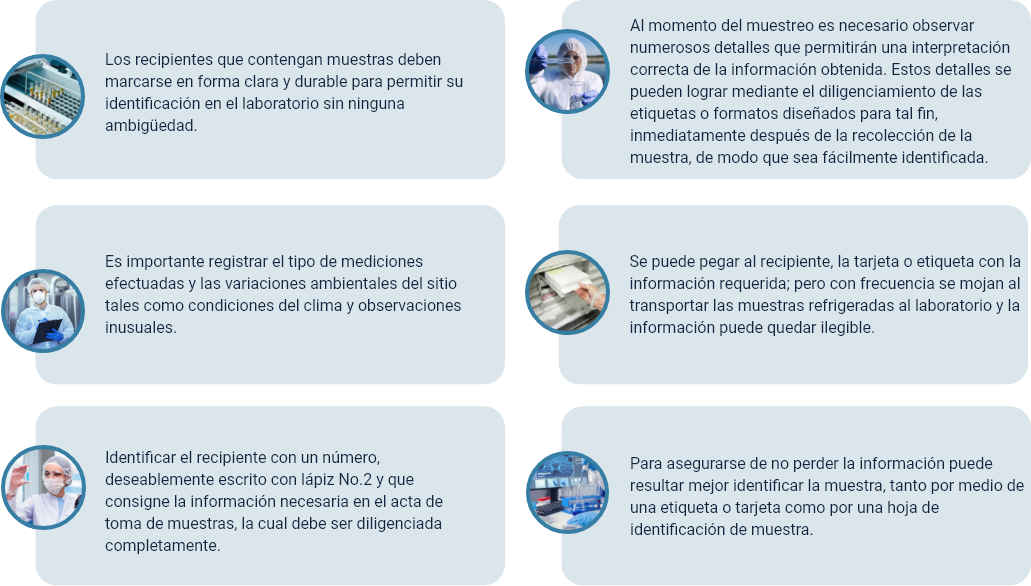 Los recipientes que contengan muestras deben
marcarse en forma clara y durable para permitir su
identificación en el laboratorio sin ninguna
ambigüedad.
Al momento del muestreo es necesario observar
numerosos detalles que permitirán una interpretación
correcta de la información obtenida. Estos detalles se
pueden lograr mediante el diligenciamiento de las
etiquetas o formatos diseñados para tal fin,
inmediatamente después de la recolección de la
muestra, de modo que sea fácilmente identificada.
Es importante registrar el tipo de mediciones
efectuadas y las variaciones ambientales del sitio
tales como condiciones del clima y observaciones
inusuales.
Se puede pegar al recipiente, la tarjeta o etiqueta con la
información requerida; pero con frecuencia se mojan al
transportar las muestras refrigeradas al laboratorio y la
información puede quedar ilegible.
Identificar el recipiente con un número,
deseablemente escrito con lápiz No.2 y que
consigne la información necesaria en el acta de
toma de muestras, la cual debe ser diligenciada
completamente.
Para asegurarse de no perder la información puede
resultar mejor identificar la muestra, tanto por medio de
una etiqueta o tarjeta como por una hoja de
identificación de muestra.